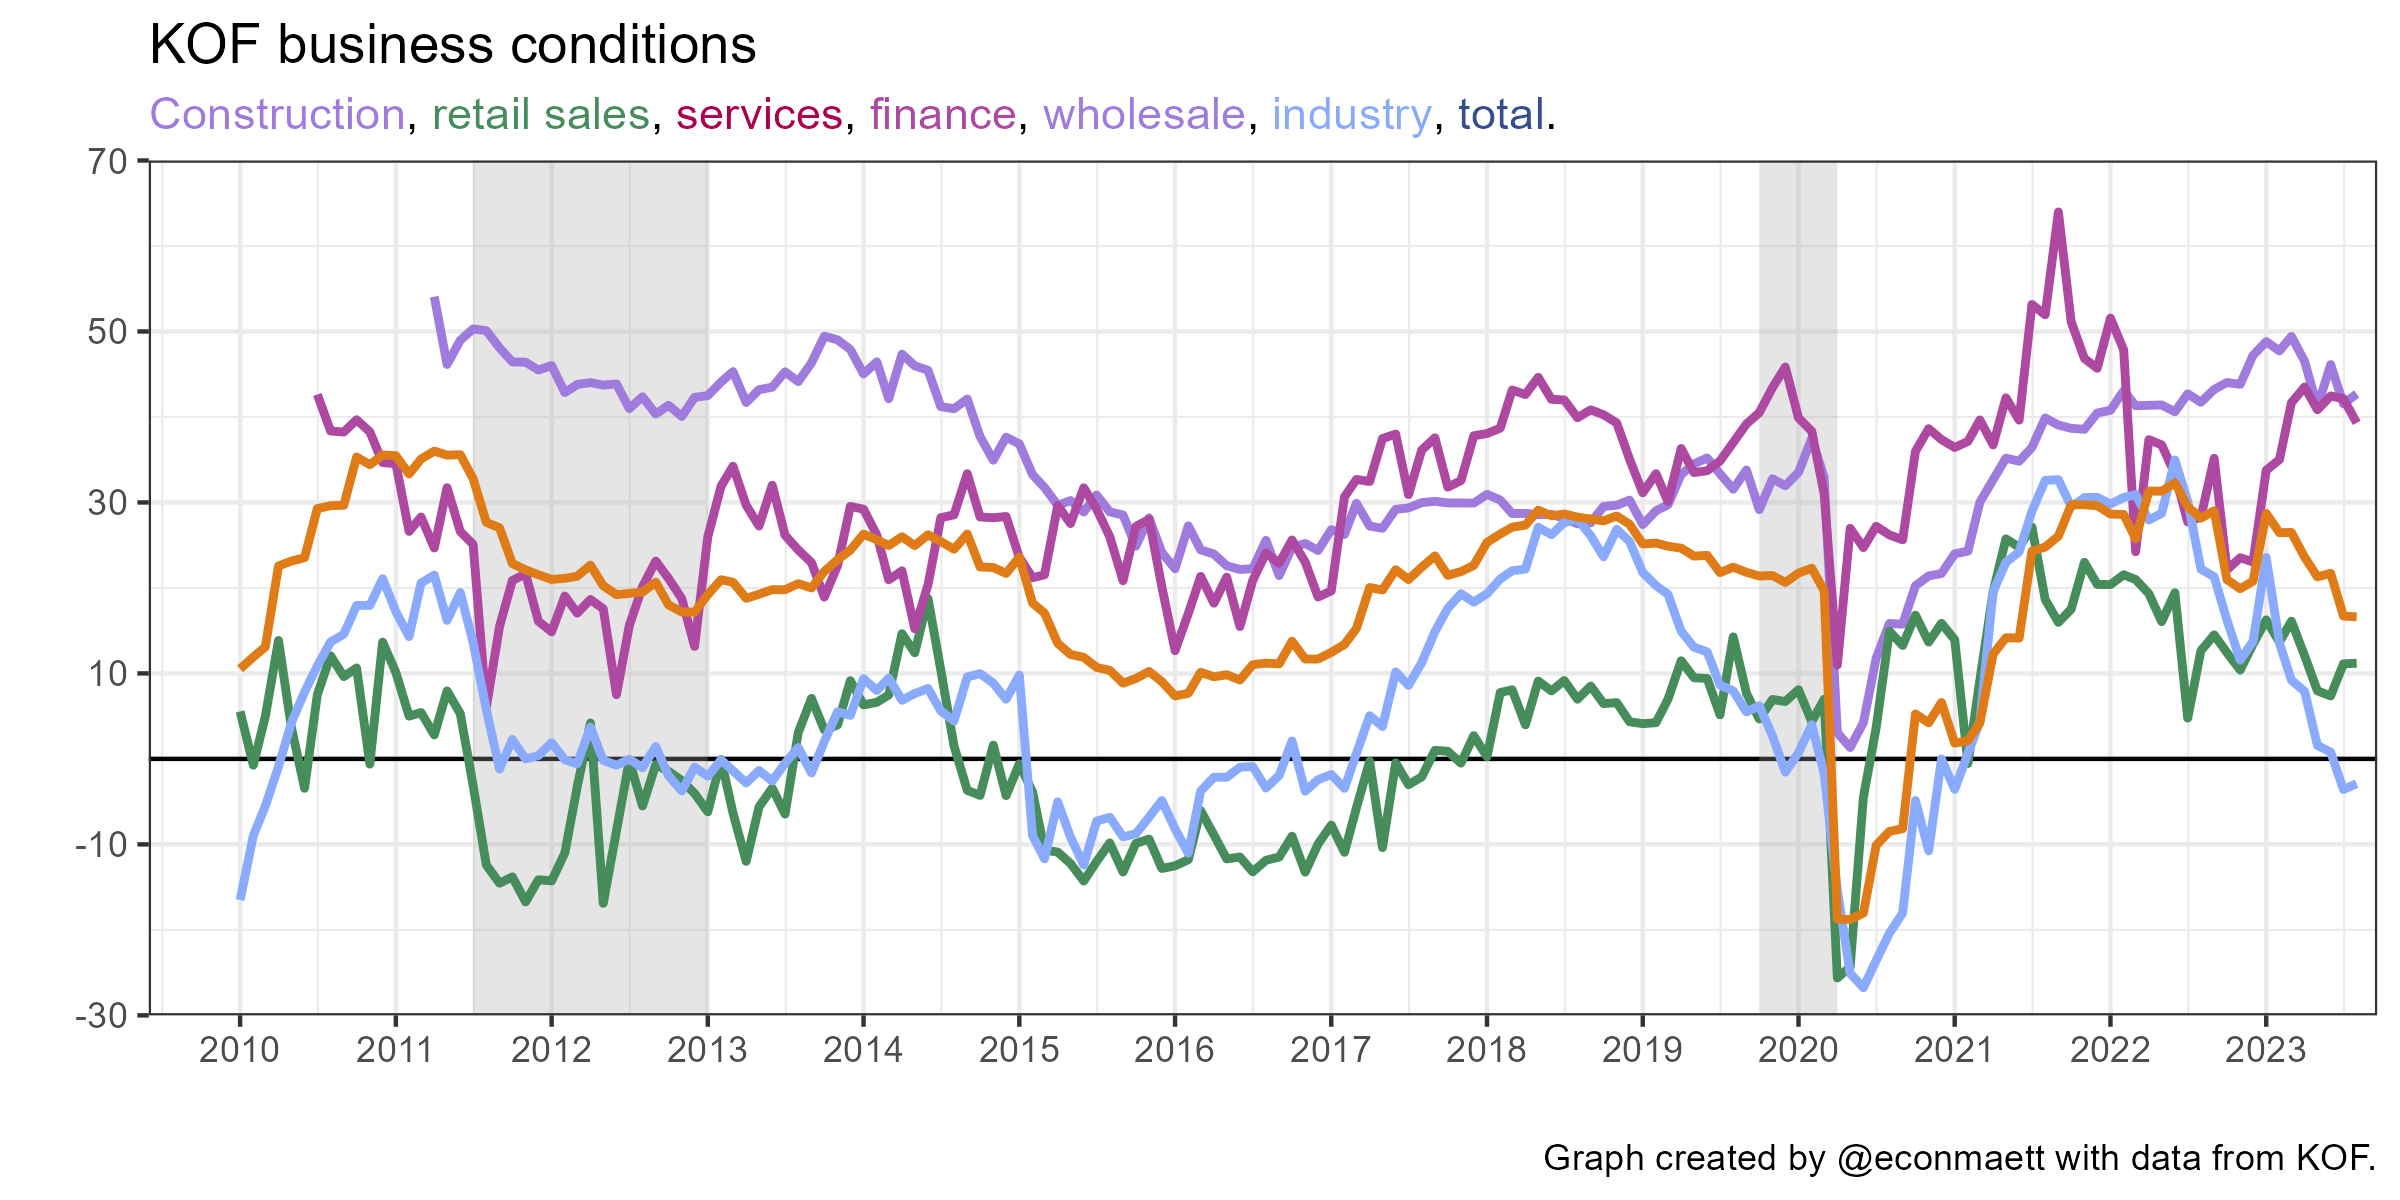 KOF business conditions
Construction, retail sales, services, finance, wholesale, industry, total.
70
50
30
10
-10
-30
2010 2011 2012 2013 2014 2015 2016 2017 2018 2019 2020 2021 2022 2023
Graph created by @econmaett with data from KOF.